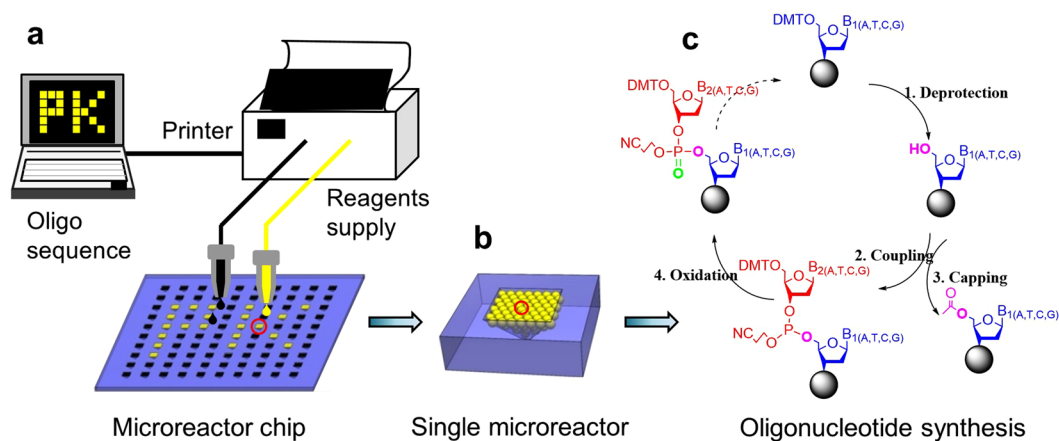 a
PK
Printer
Oligo
sequence
Reagents
supply
Microreactor chip
b
Single microreactor
c
DMTO
O
B1(A,T,C,G)
1. Deprotection
HO
O
B1(A,T,C,G)
2. Coupling
3. Capping
O
O
O
B1(A,T,C,G)
DMTO
O
B2(A,T,C,G)
O
NC
O
P
O
O
B1(A,T,C,G)
4. Oxidation
DMTO
O
B2(A,T,C,G)
O
NC
O
P
O
O
O
B1(A,T,C,G)
Oligonucleotide synthesis